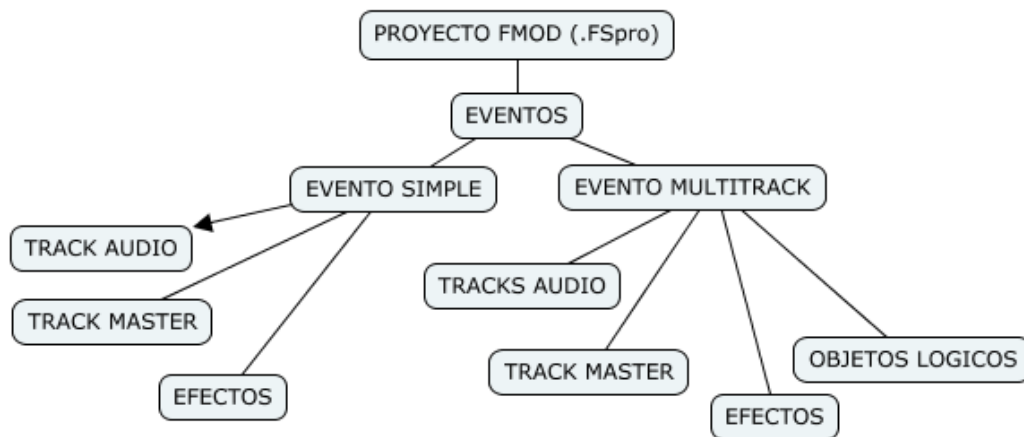 PROYECTO FMOD (.FSpro)
EVENTOS
EVENTO SIMPLE
EVENTO MULTITRACK
TRACK AUDIO
TRACKS AUDIO
TRACK MASTER
OBJETOS LOGICOS
TRACK MASTER
EFECTOS
EFECTOS